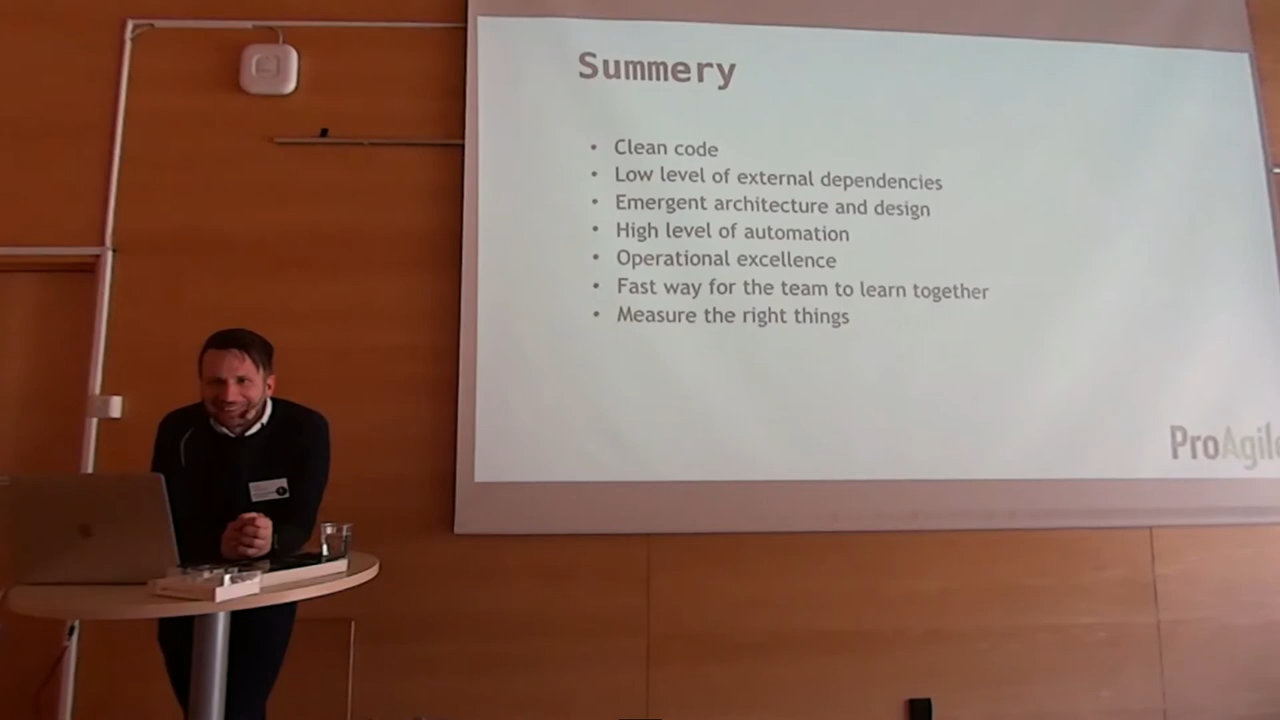 Summery
• Clean code
• Low level of external dependencies
• Emergent architecture and design
• High level of automation
• Operational excellence
• Fast way for the team to learn together
• Measure the right things
ProAgile